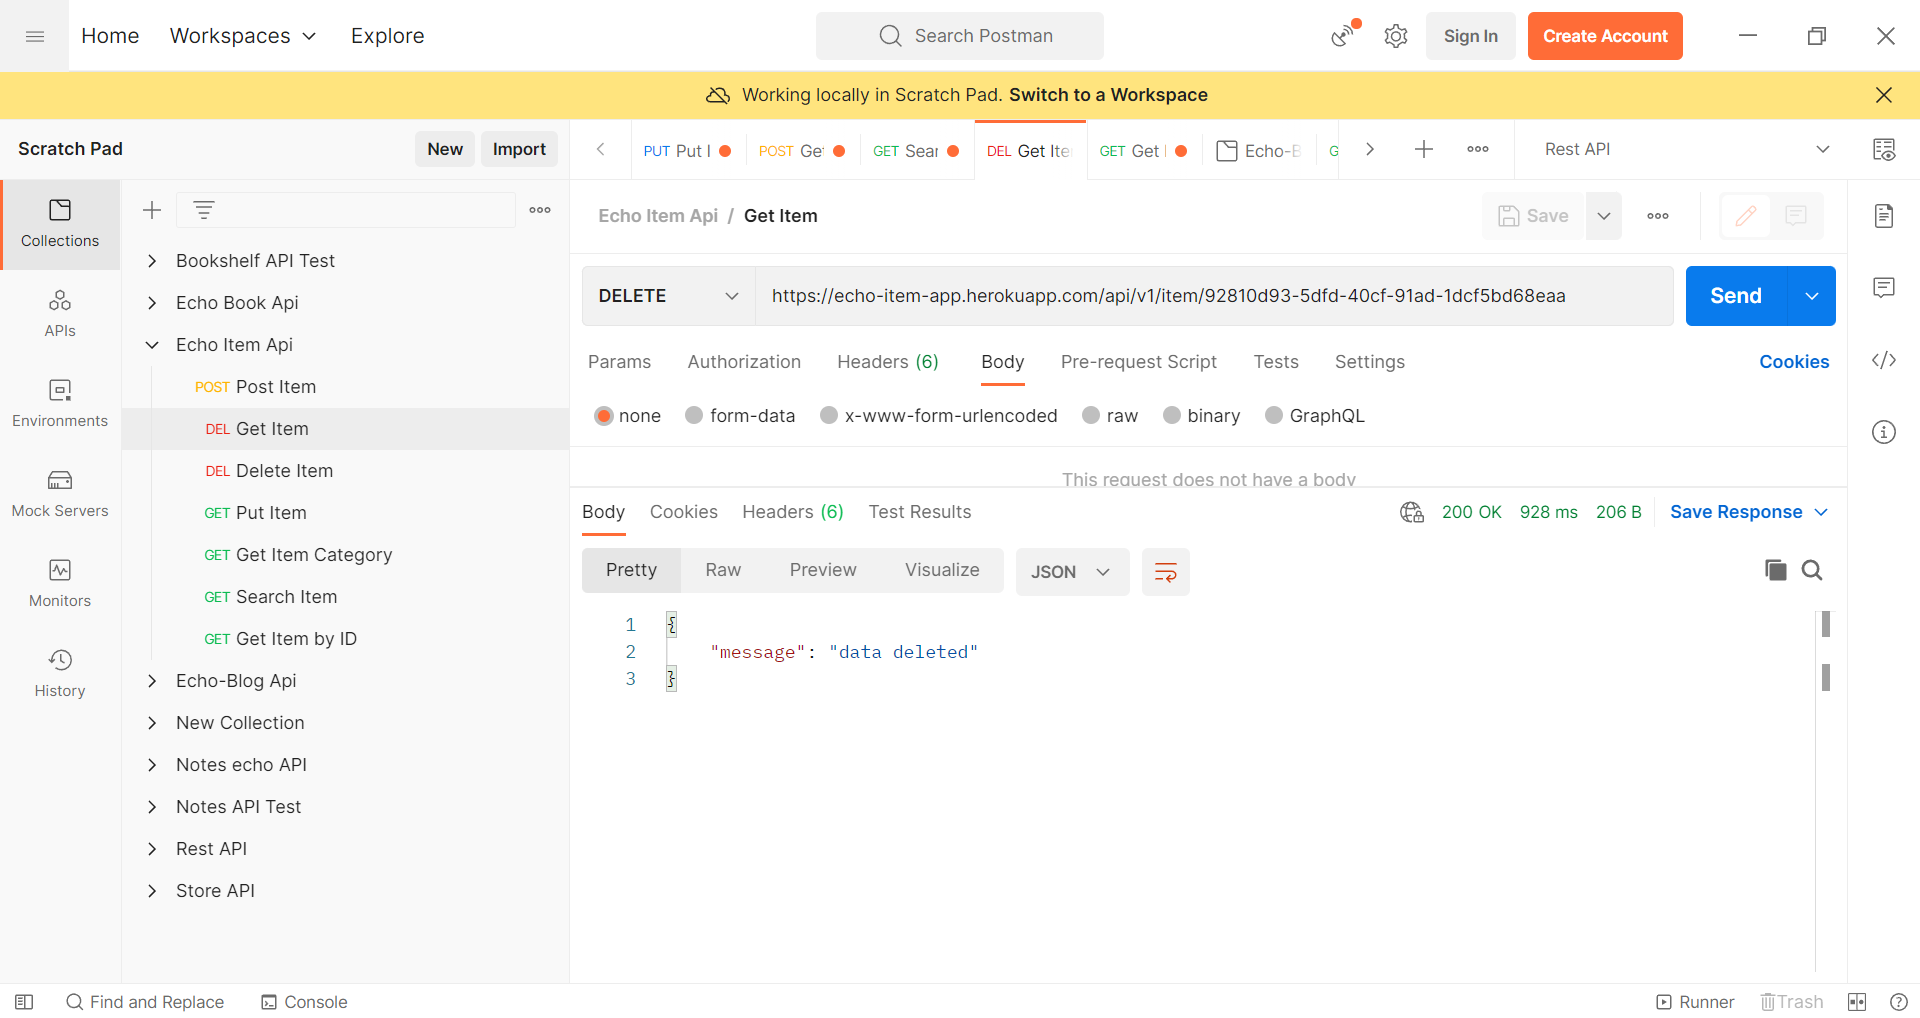 Home Workspaces Explore Search Postman Sign In Create Account
Working locally in Scratch Pad. Switch to a Workspace
Scratch Pad New Import
PUT Put POST Get GET Sear DEL Get Ite GET Get Echo-B G Rest API
Collections
APIs
Environments
Mock Servers
Monitors
History
Bookshelf API Test
Echo Book Api
Echo Item Api
POST Post Item
DEL Get Item
DEL Delete Item
GET Put Item
GET Get Item Category
GET Search Item
GET Get Item by ID
Echo-Blog Api
New Collection
Notes echo API
Notes API Test
Rest API
Store API
Echo Item Api / Get Item Save
DELETE https://echo-item-app.herokuapp.com/api/v1/item/92810d93-5dfd-40cf-91ad-1dcf5bd68eaa Send
Params Authorization Headers (6) Body Pre-request Script Tests Settings Cookies
none form-data x-www-form-urlencoded raw binary GraphQL
This request does not have a body
Body Cookies Headers (6) Test Results 200 OK 928 ms 206 B Save Response
Pretty Raw Preview Visualize JSON
1 {
2 "message": "data deleted"
3 }
Find and Replace Console Runner Trash